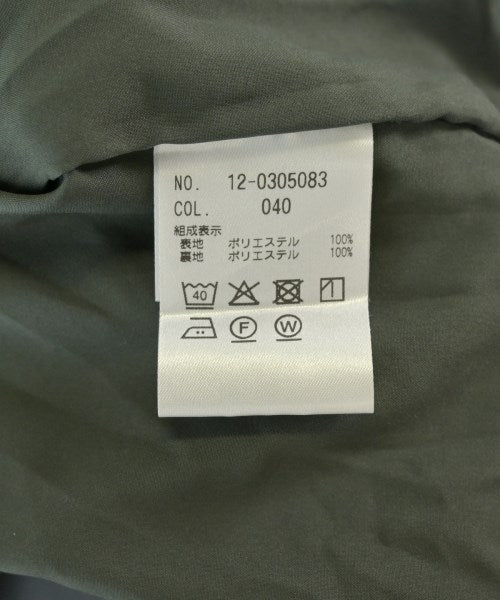 NO. 12-0305083
COL. 040
組成表示
表地 ポリエステル 100%
裏地 ポリエステル 100%
40
F W